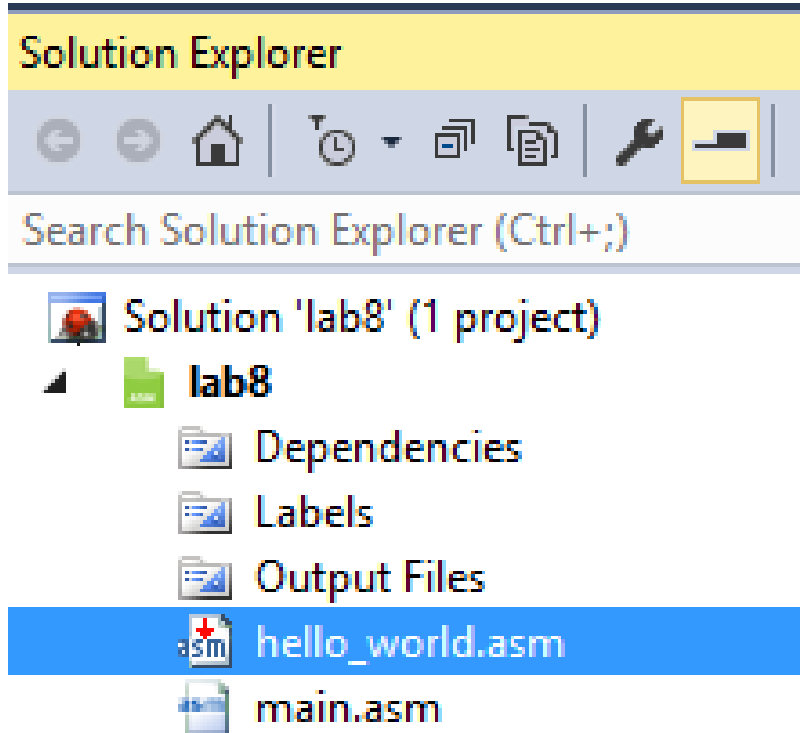 Solution Explorer
Search Solution Explorer (Ctrl+;)
Solution 'lab8' (1 project)
lab8
Dependencies
Labels
Output Files
asm hello_world.asm
main.asm